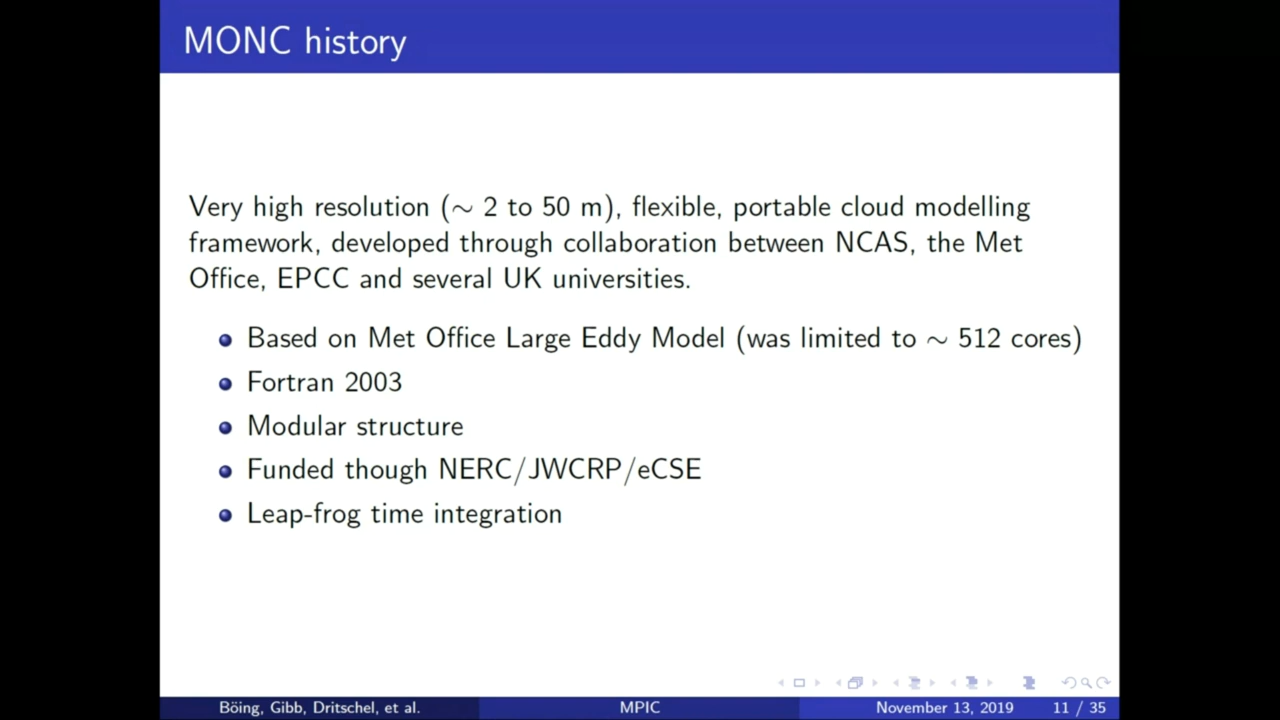 MONC history
Very high resolution (∼ 2 to 50 m), flexible, portable cloud modelling
framework, developed through collaboration between NCAS, the Met
Office, EPCC and several UK universities.
Based on Met Office Large Eddy Model (was limited to ∼ 512 cores)
Fortran 2003
Modular structure
Funded though NERC/JWCRP/eCSE
Leap-frog time integration
Böing, Gibb, Dritschel, et al. MPIC November 13, 2019 11 / 35